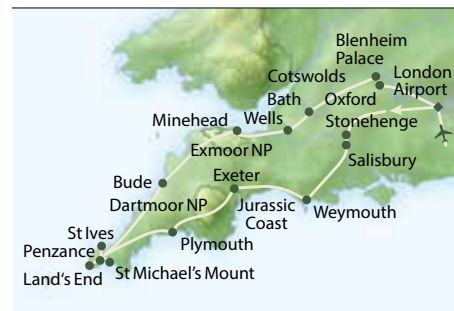 Blenheim
Palace
Cotswolds
London
Airport
Bath
Oxford
Minehead
Wells
Stonehenge
Exmoor NP
Salisbury
Exeter
Bude
Dartmoor NP
Jurassic
Coast
Weymouth
St Ives
Plymouth
Penzance
St Michael's Mount
Land's End